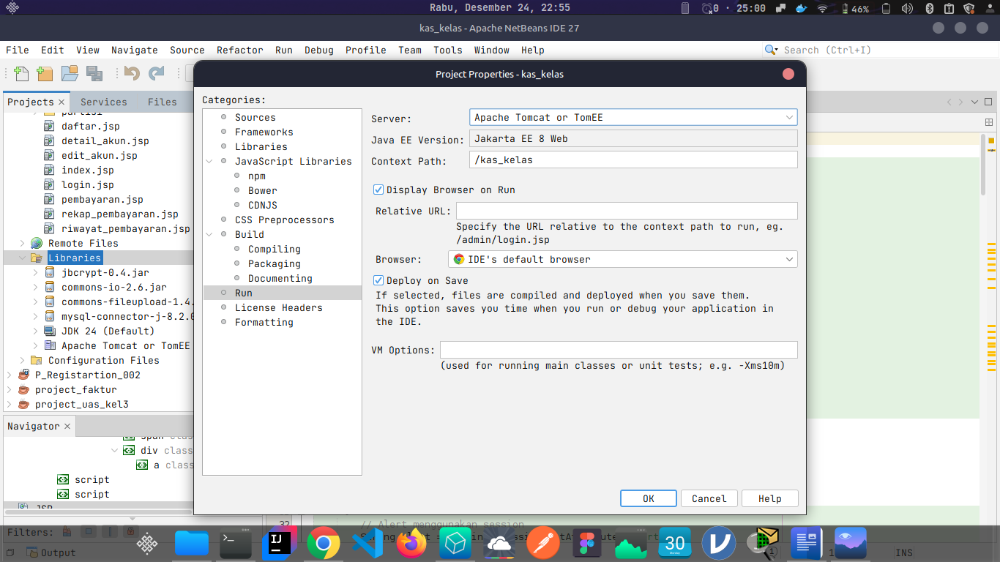 Rabu, Desember 24, 22:55
0 · 25:00
46%
kas_kelas - Apache NetBeans IDE 27
File Edit View Navigate Source Refactor Run Debug Profile Team Tools Window Help
Search (Ctrl+I)
Project Properties - kas_kelas
Projects
Services
Files
partisi
daftar.jsp
detail_akun.jsp
edit_akun.jsp
index.jsp
login.jsp
pembayaran.jsp
rekap_pembayaran.jsp
riwayat_pembayaran.jsp
Remote Files
Libraries
jbcrypt-0.4.jar
commons-io-2.6.jar
commons-fileupload-1.4.
mysql-connector-j-8.2.0
JDK 24 (Default)
Apache Tomcat or TomEE
Configuration Files
P_Registartion_002
project_faktur
project_uas_kel3
Navigator
span clas
div class
a class
script
script
JSP
Filters:
Output
Categories:
Sources
Frameworks
Libraries
JavaScript Libraries
npm
Bower
CDNJS
CSS Preprocessors
Build
Compiling
Packaging
Documenting
Run
License Headers
Formatting
Server: Apache Tomcat or TomEE
Java EE Version: Jakarta EE 8 Web
Context Path: /kas_kelas
Display Browser on Run
Relative URL:
Specify the URL relative to the context path to run, eg.
/admin/login.jsp
Browser: IDE's default browser
Deploy on Save
If selected, files are compiled and deployed when you save them.
This option saves you time when you run or debug your application in
the IDE.
VM Options:
(used for running main classes or unit tests; e.g. -Xms10m)
OK
Cancel
Help
32
// Alert menggunakan session
INS
IJ
30
Monday